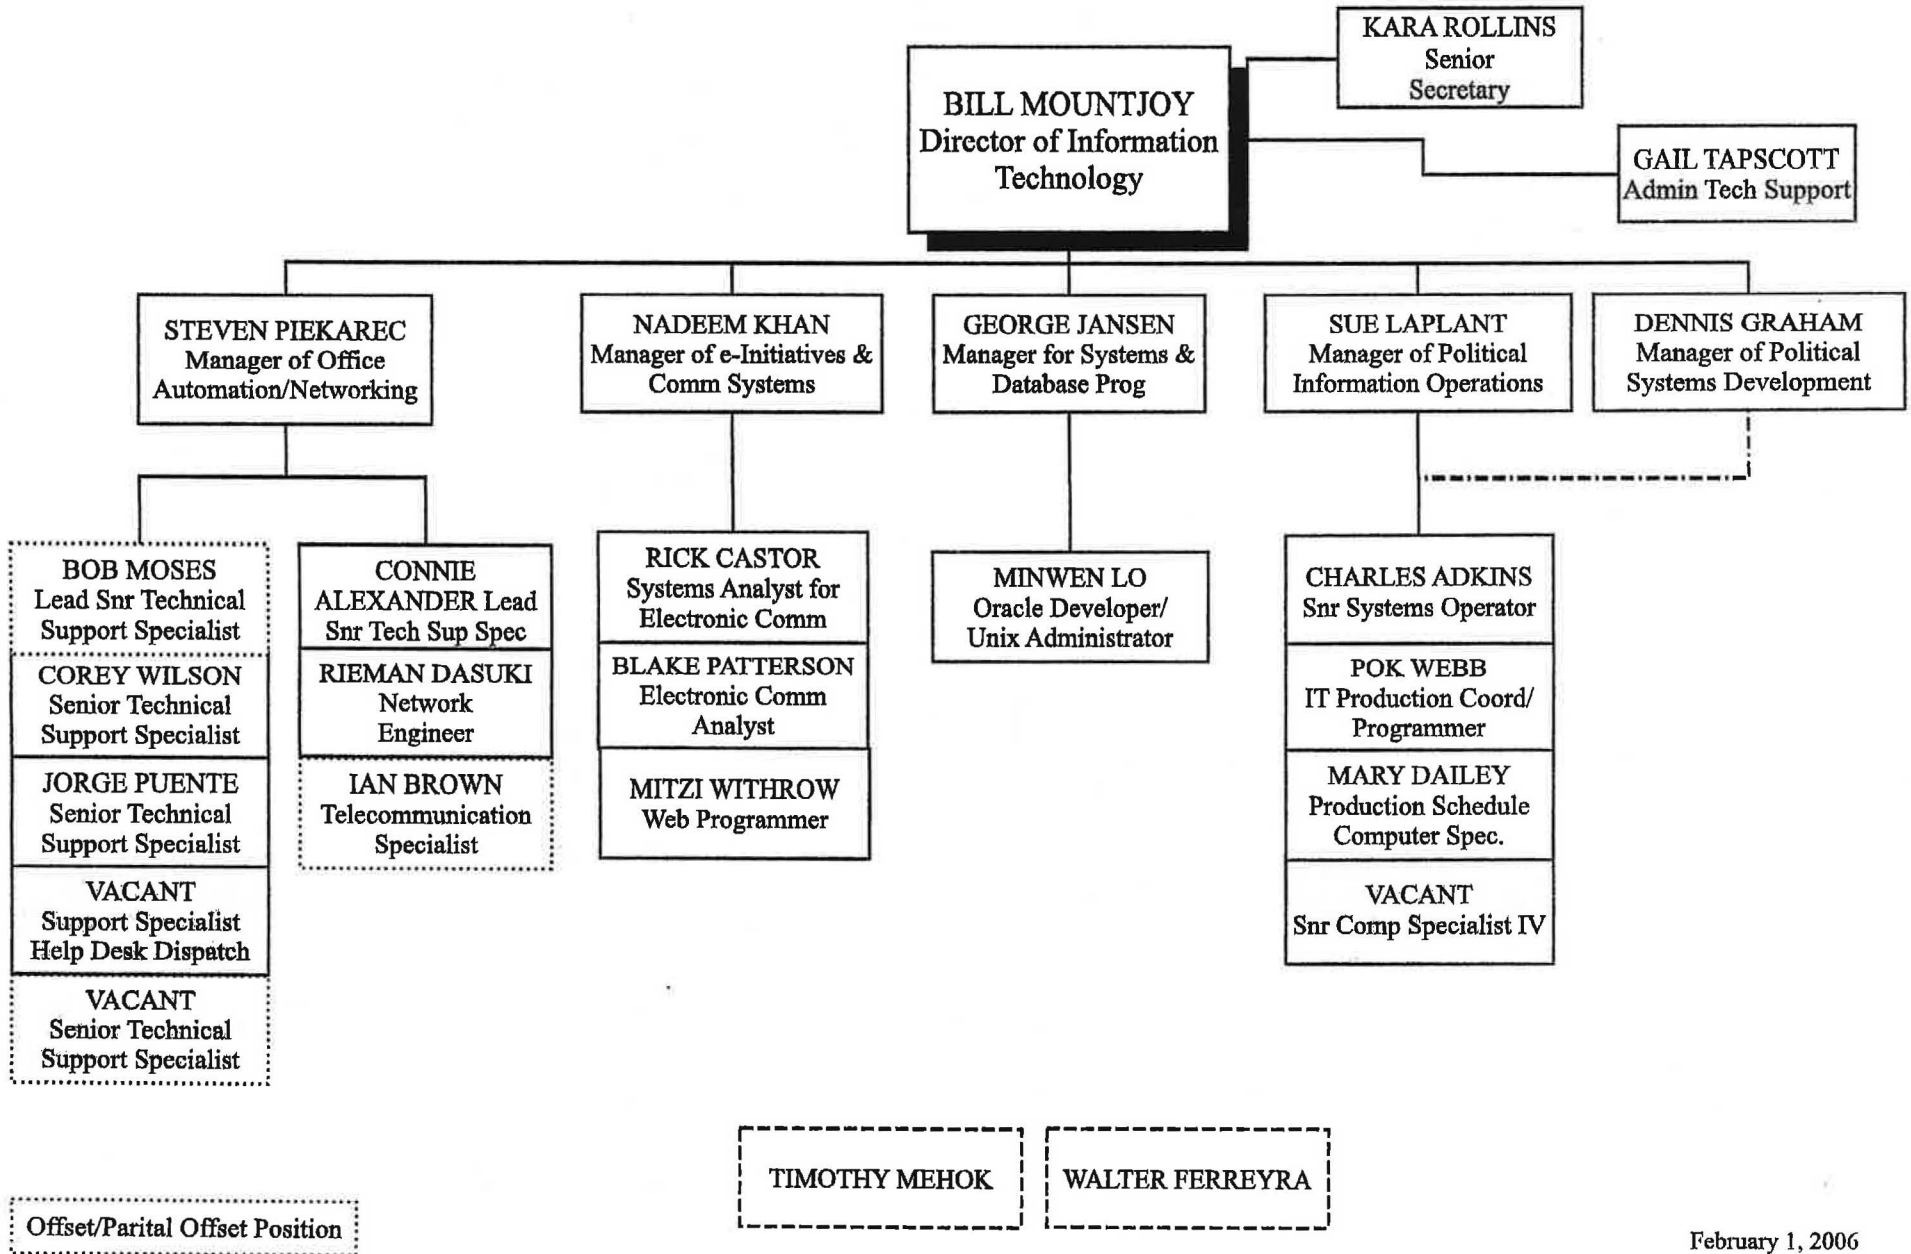 KARA ROLLINS
Senior
Secretary
BILL MOUNTJOY
Director of Information
Technology
GAIL TAPSCOTT
Admin Tech Support
STEVEN PIEKAREC
Manager of Office
Automation/Networking
NADEEM KHAN
Manager of e-Initiatives &
Comm Systems
GEORGE JANSEN
Manager for Systems &
Database Prog
SUE LAPLANT
Manager of Political
Information Operations
DENNIS GRAHAM
Manager of Political
Systems Development
BOB MOSES
Lead Snr Technical
Support Specialist
COREY WILSON
Senior Technical
Support Specialist
JORGE PUENTE
Senior Technical
Support Specialist
VACANT
Support Specialist
Help Desk Dispatch
VACANT
Senior Technical
Support Specialist
CONNIE
ALEXANDER Lead
Snr Tech Sup Spec
RIEMAN DASUKI
Network
Engineer
IAN BROWN
Telecommunication
Specialist
RICK CASTOR
Systems Analyst for
Electronic Comm
BLAKE PATTERSON
Electronic Comm
Analyst
MITZI WITHROW
Web Programmer
MINWEN LO
Oracle Developer/
Unix Administrator
CHARLES ADKINS
Snr Systems Operator
POK WEBB
IT Production Coord/
Programmer
MARY DAILEY
Production Schedule
Computer Spec.
VACANT
Snr Comp Specialist IV
TIMOTHY MEHOK
WALTER FERREYRA
Offset/Parital Offset Position
February 1, 2006